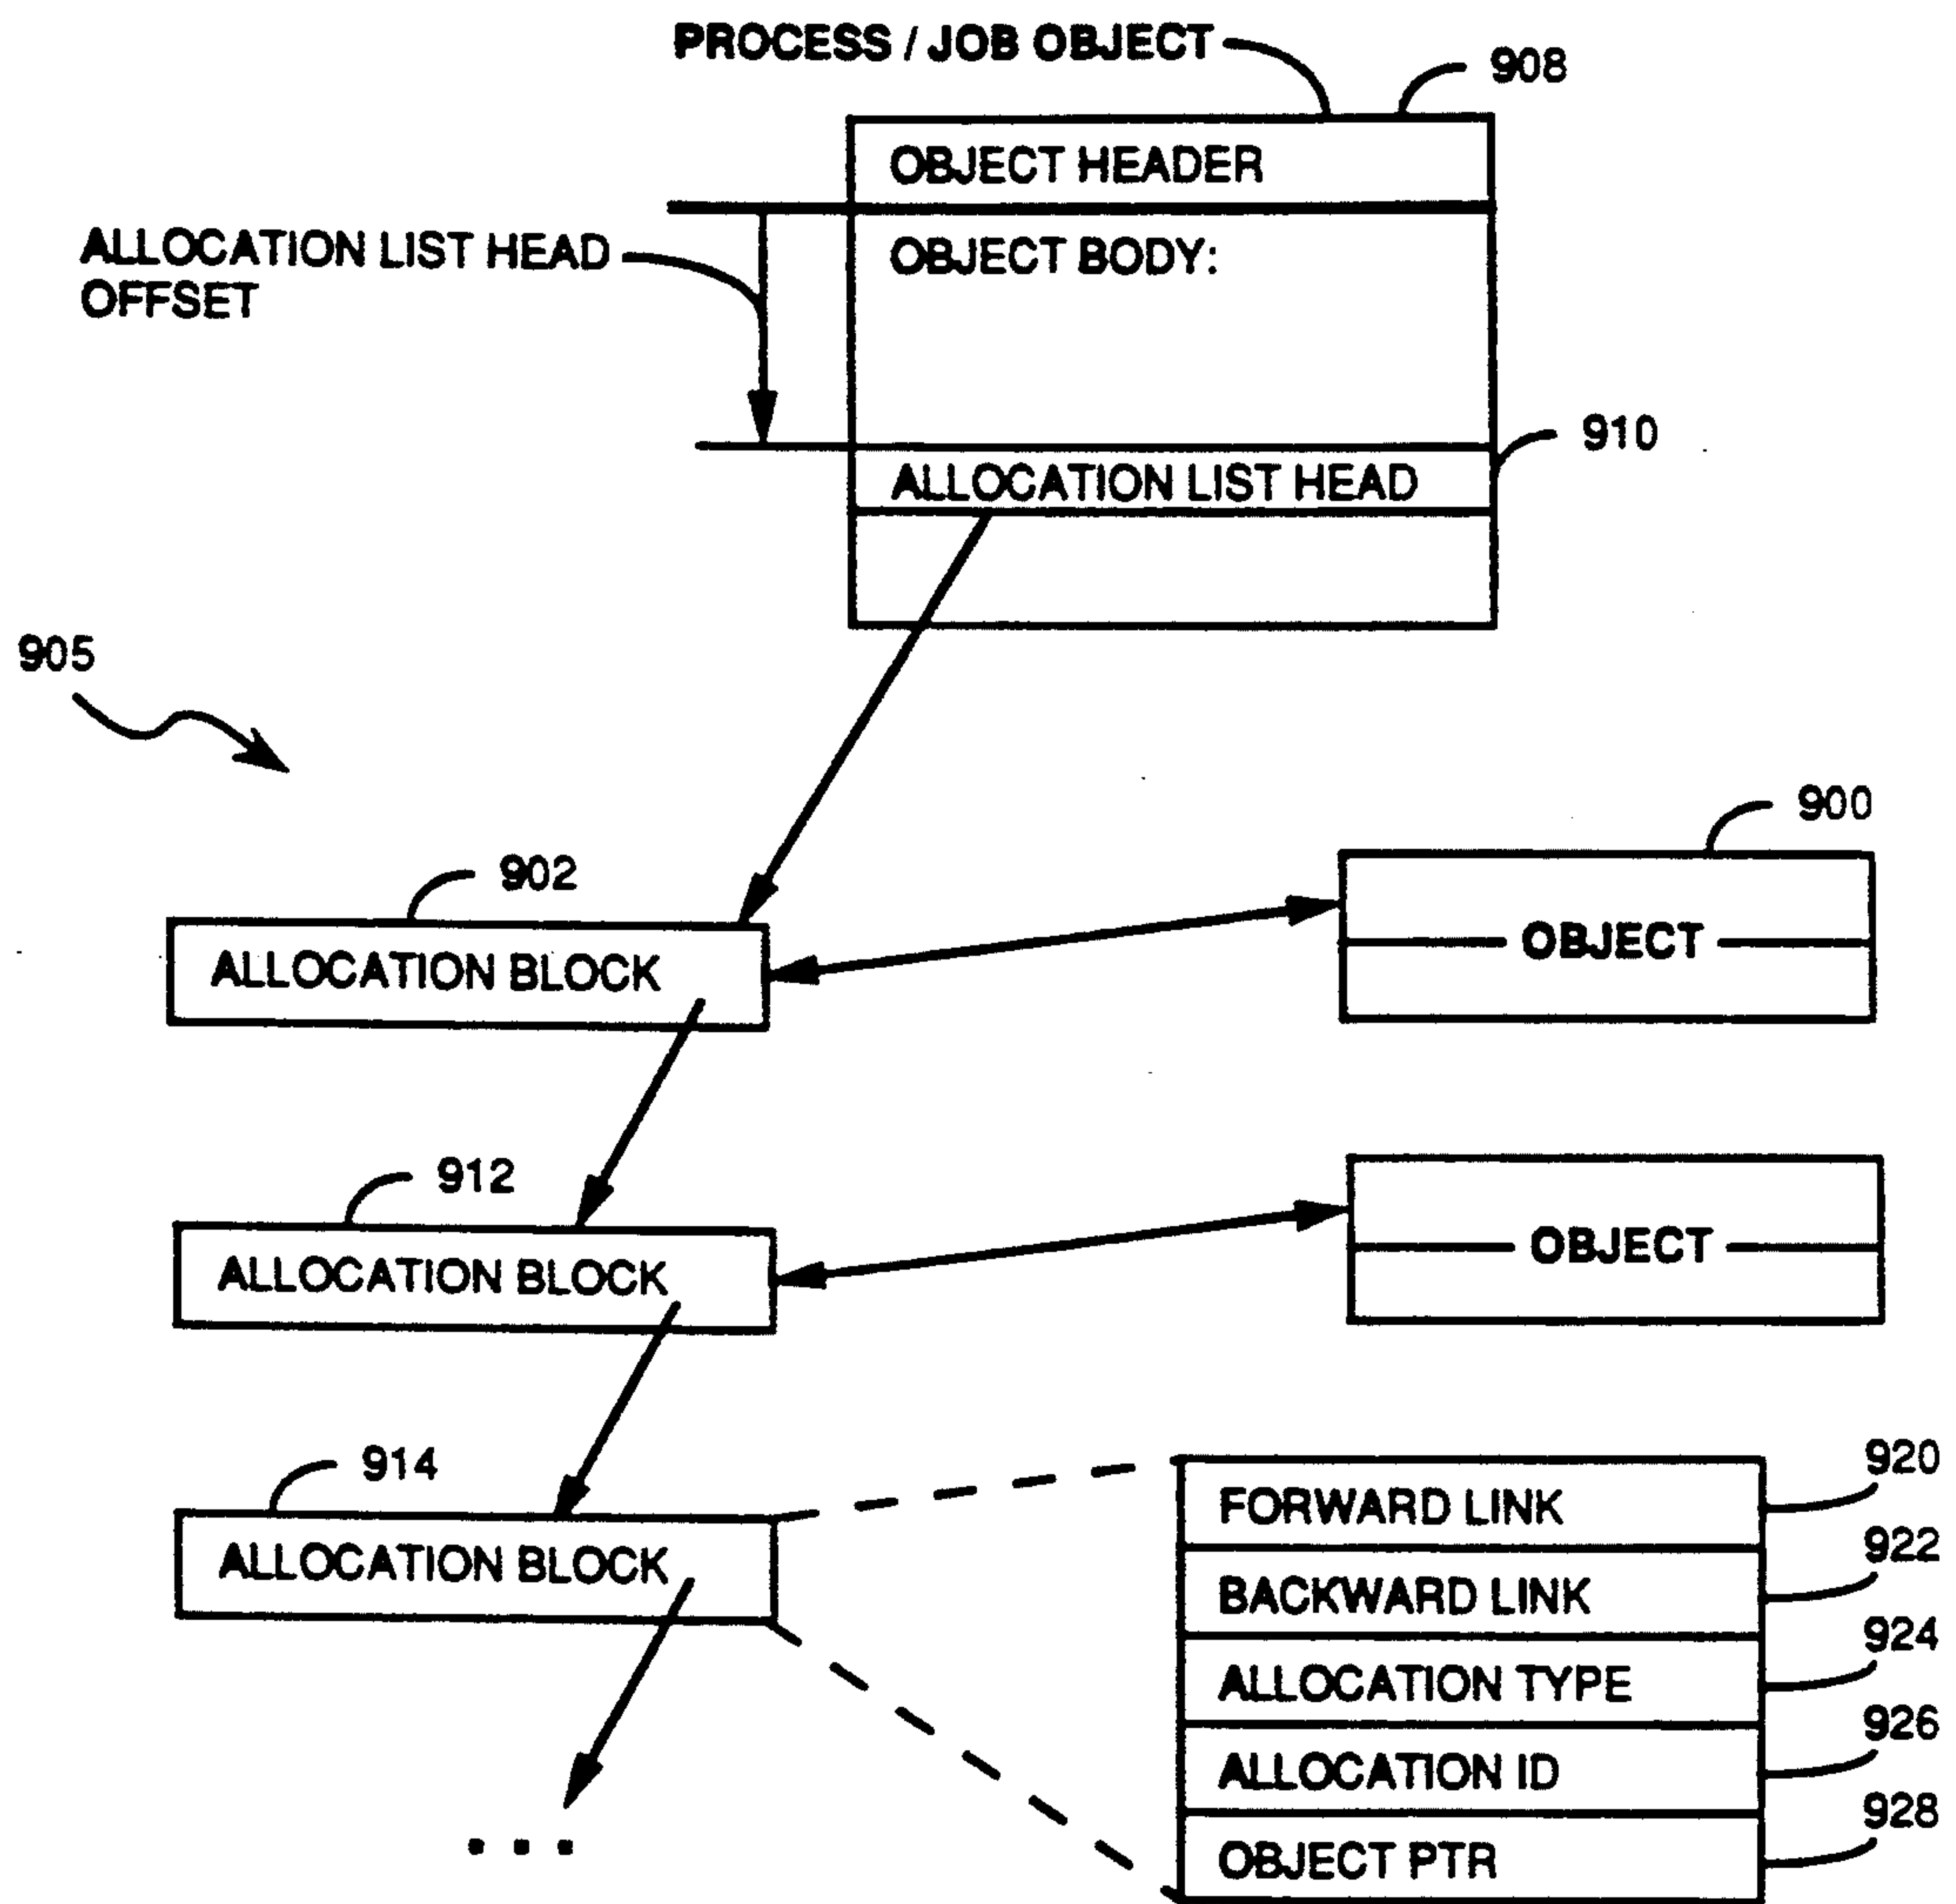 PROCESS / JOB OBJECT
908
OBJECT HEADER
ALLOCATION LIST HEAD
OFFSET
OBJECT BODY:
910
ALLOCATION LIST HEAD
905
900
902
OBJECT
ALLOCATION BLOCK
912
OBJECT
ALLOCATION BLOCK
914
920
FORWARD LINK
ALLOCATION BLOCK
922
BACKWARD LINK
924
ALLOCATION TYPE
926
ALLOCATION ID
928
OBJECT PTR
...